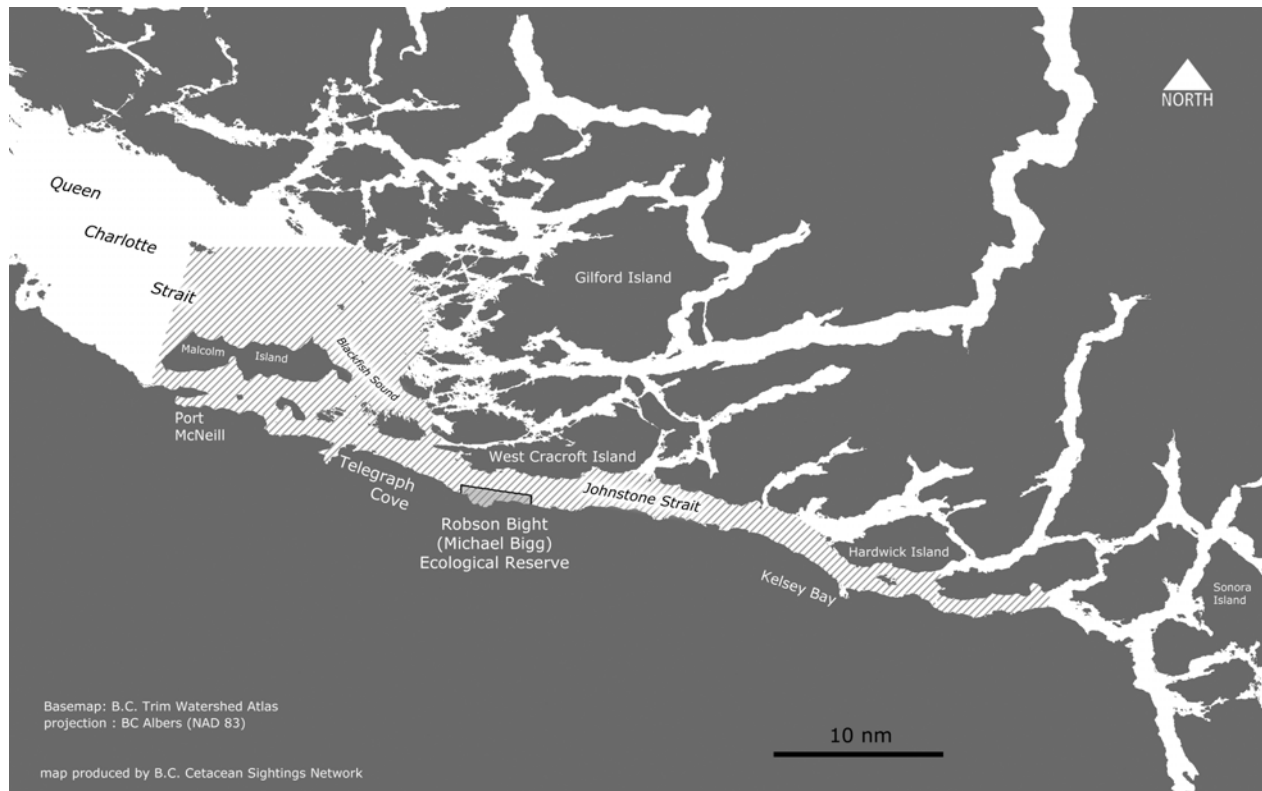 NORTH
Queen
Charlotte
Strait
Gilford Island
Malcolm Island
Blackfish Sound
Port
McNeill
Telegraph
Cove
West Cracroft Island
Johnstone Strait
Robson Bight
(Michael Bigg)
Ecological Reserve
Hardwick Island
Kelsey Bay
Sonora
Island
Basemap: B.C. Trim Watershed Atlas
projection : BC Albers (NAD 83)
10 nm
map produced by B.C. Cetacean Sightings Network